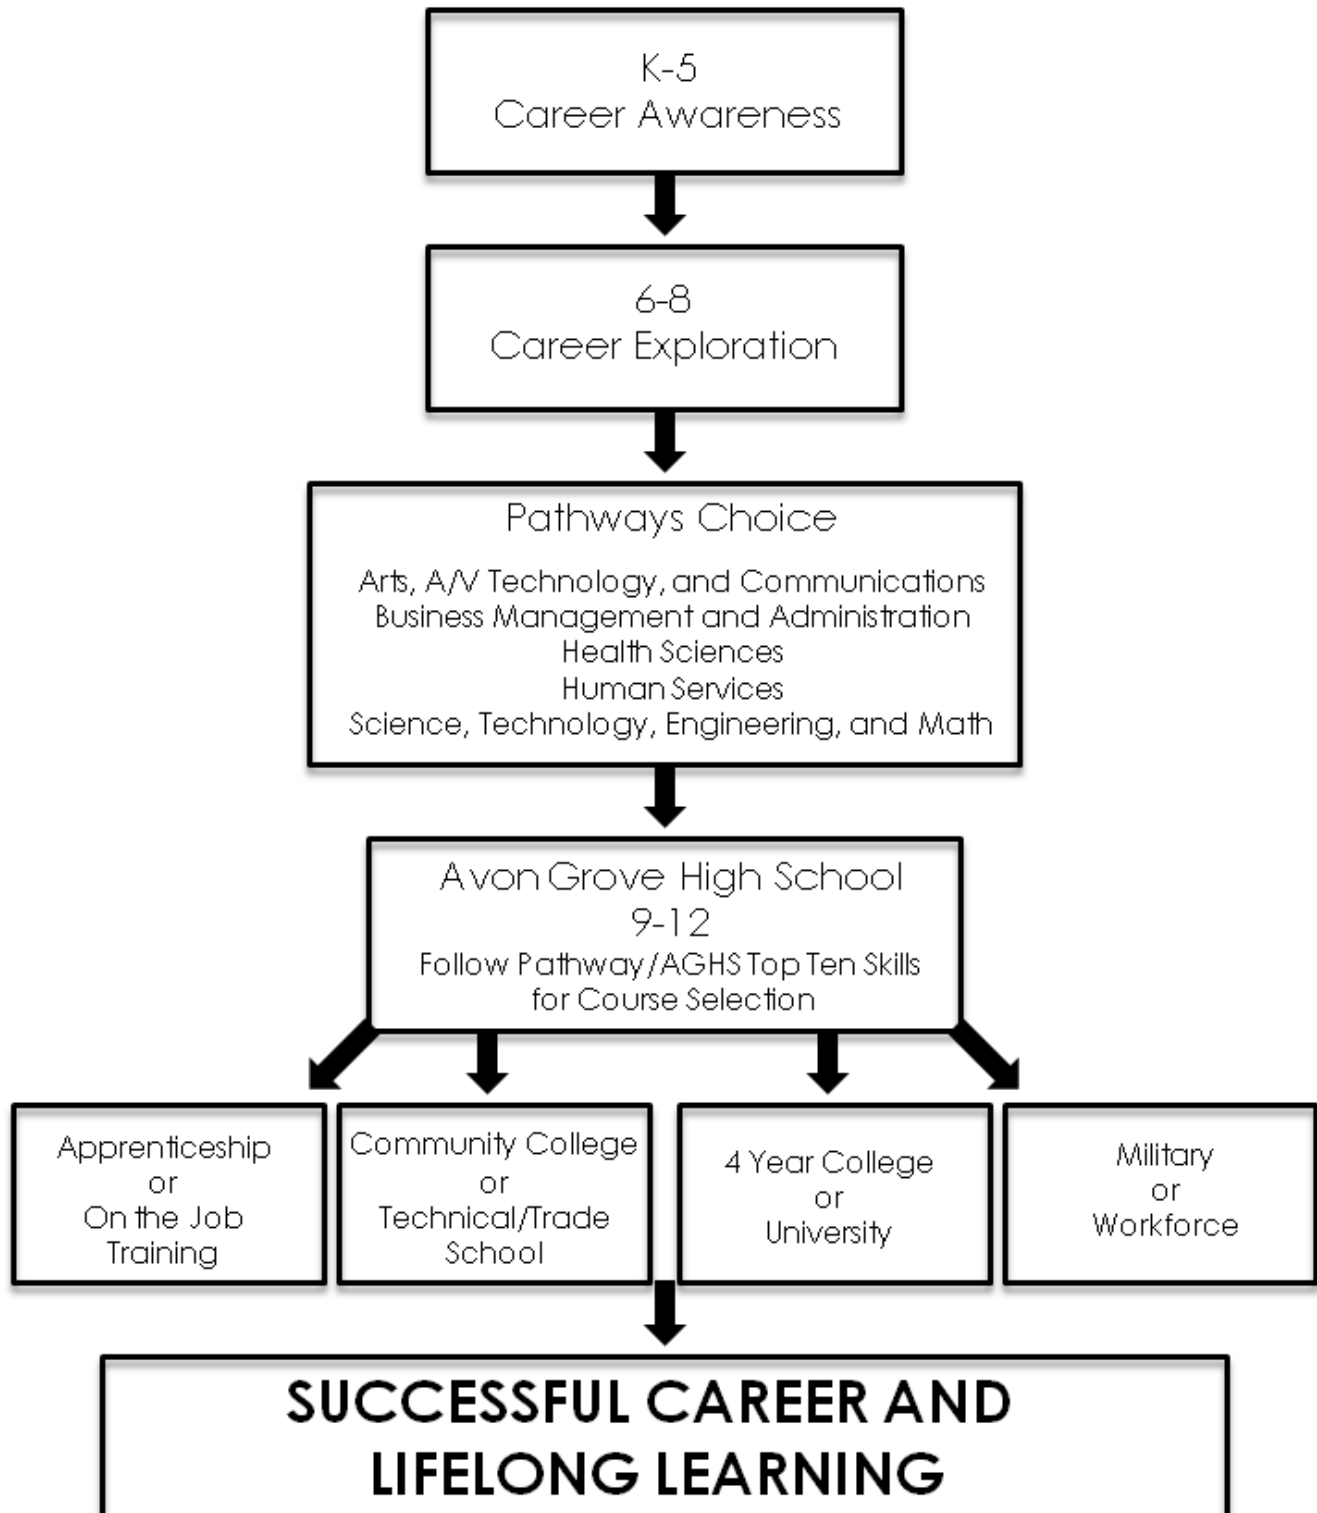 K-5
Career Awareness
6-8
Career Exploration
Pathways Choice
Arts, A/V Technology, and Communications
Business Management and Administration
Health Sciences
Human Services
Science, Technology, Engineering, and Math
Avon Grove High School
9-12
Follow Pathway/AGHS Top Ten Skills
for Course Selection
Apprenticeship
or
On the Job
Training
Community College
or
Technical/Trade
School
4 Year College
or
University
Military
or
Workforce
SUCCESSFUL CAREER AND
LIFELONG LEARNING